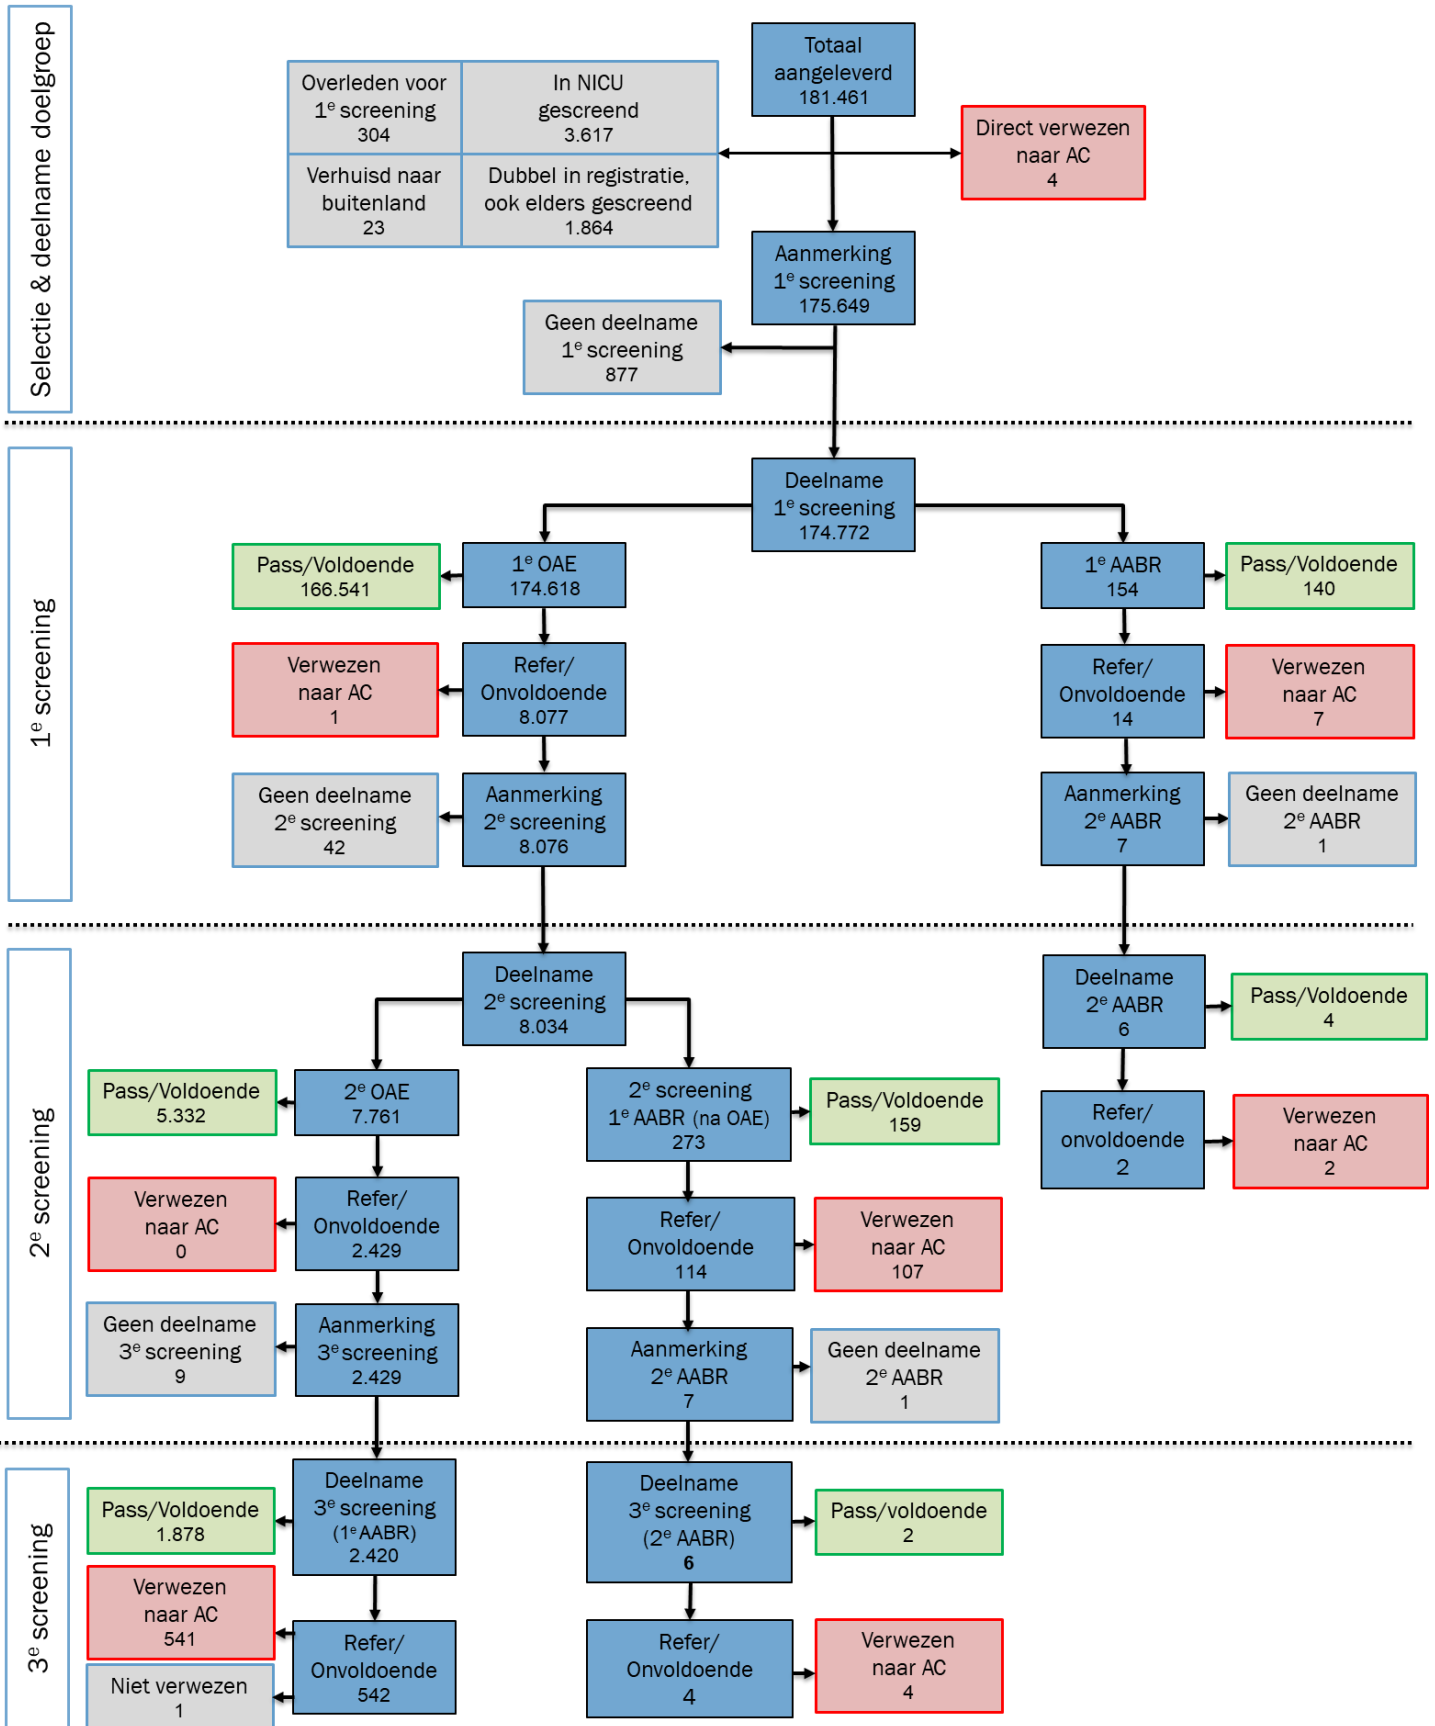 Selectie & deelname doelgroep
Totaal
aangeleverd
181.461
Overleden voor
1e screening
304
In NICU
gescreend
3.617
Verhuisd naar
buitenland
23
Dubbel in registratie,
ook elders gescreend
1.864
Direct verwezen
naar AC
4
Aanmerking
1e screening
175.649
Geen deelname
1e screening
877
1e screening
Deelname
1e screening
174.772
Pass/Voldoende
166.541
1e OAE
174.618
1e AABR
154
Pass/Voldoende
140
Verwezen
naar AC
1
Refer/
Onvoldoende
8.077
Refer/
Onvoldoende
14
Verwezen
naar AC
7
Geen deelname
2e screening
42
Aanmerking
2e screening
8.076
Aanmerking
2e AABR
7
Geen deelname
2e AABR
1
2e screening
Deelname
2e screening
8.034
Deelname
2e AABR
6
Pass/Voldoende
4
Pass/Voldoende
5.332
2e OAE
7.761
2e screening
1e AABR (na OAE)
273
Pass/Voldoende
159
Refer/
onvoldoende
2
Verwezen
naar AC
2
Verwezen
naar AC
0
Refer/
Onvoldoende
2.429
Refer/
Onvoldoende
114
Verwezen
naar AC
107
Geen deelname
3e screening
9
Aanmerking
3e screening
2.429
Aanmerking
2e AABR
7
Geen deelname
2e AABR
1
3e screening
Pass/Voldoende
1.878
Deelname
3e screening
(1e AABR)
2.420
Deelname
3e screening
(2e AABR)
6
Pass/voldoende
2
Verwezen
naar AC
541
Niet verwezen
1
Refer/
Onvoldoende
542
Refer/
Onvoldoende
4
Verwezen
naar AC
4